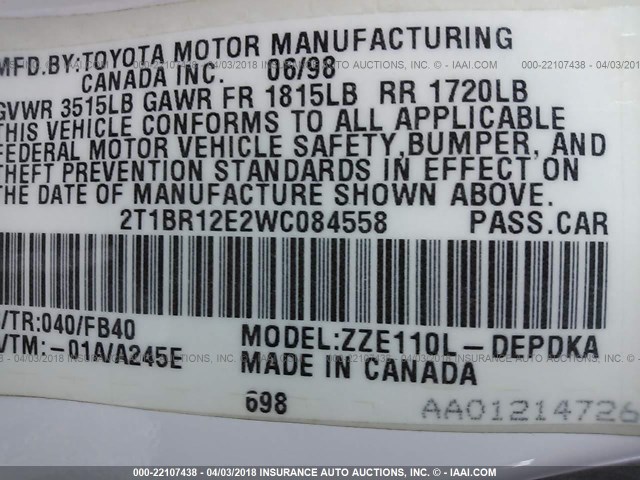 MFD.BY:TOYOTA MOTOR MANUFACTURING
CANADA INC. 06/98
GVWR 3515LB GAWR FR 1815LB RR 1720LB
THIS VEHICLE CONFORMS TO ALL APPLICABLE
FEDERAL MOTOR VEHICLE SAFETY,BUMPER, AND
THEFT PREVENTION STANDARDS IN EFFECT ON
THE DATE OF MANUFACTURE SHOWN ABOVE.
2T1BR12E2WC084558 PASS.CAR
/TR:040/FB40
/TM:-01A/A245E
MODEL:ZZE110L-DEPDKA
MADE IN CANADA
698
AA01214726
000-22107438 - 04/03/2018 INSURANCE AUTO AUCTIONS - IAAI.COM